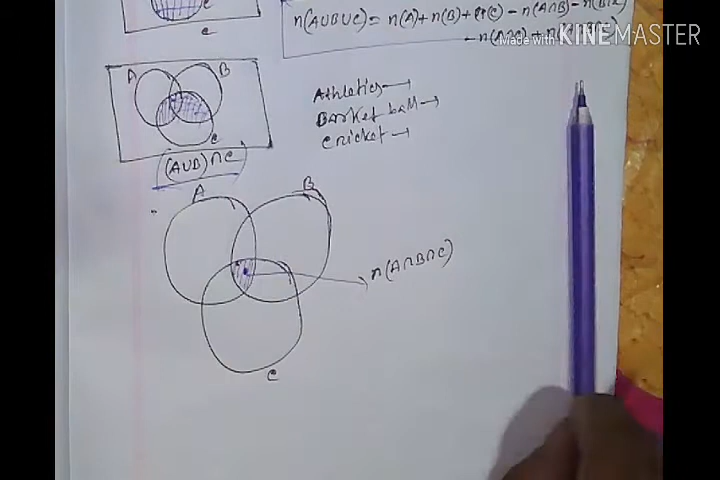 C
C
n(AUBUC) = n(A) + n(B) + n(C) - n(A∩B) - n(B∩C)
- n(A∩C) + n(A∩B∩C)
Made with KINEMASTER
A B
C
(AUB)∩C
Athletics →
Basket ball →
Cricket →
A B
n(A∩B∩C)
C